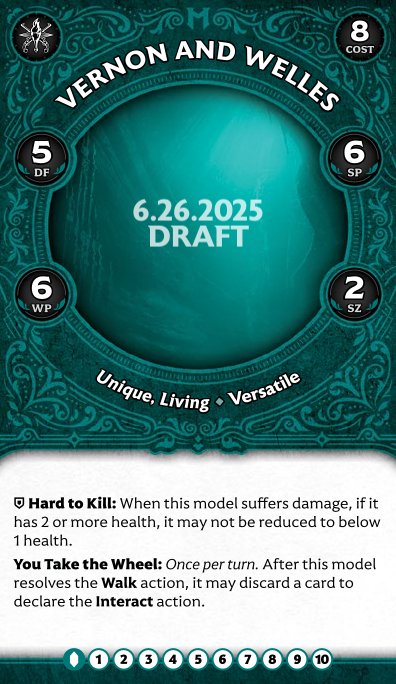 8
COST
VERNON AND WELLES
5
DF
6
SP
6.26.2025
DRAFT
6
WP
2
SZ
Unique, Living ◆ Versatile
Hard to Kill: When this model suffers damage, if it
has 2 or more health, it may not be reduced to below
1 health.
You Take the Wheel: Once per turn. After this model
resolves the Walk action, it may discard a card to
declare the Interact action.
1 2 3 4 5 6 7 8 9 10